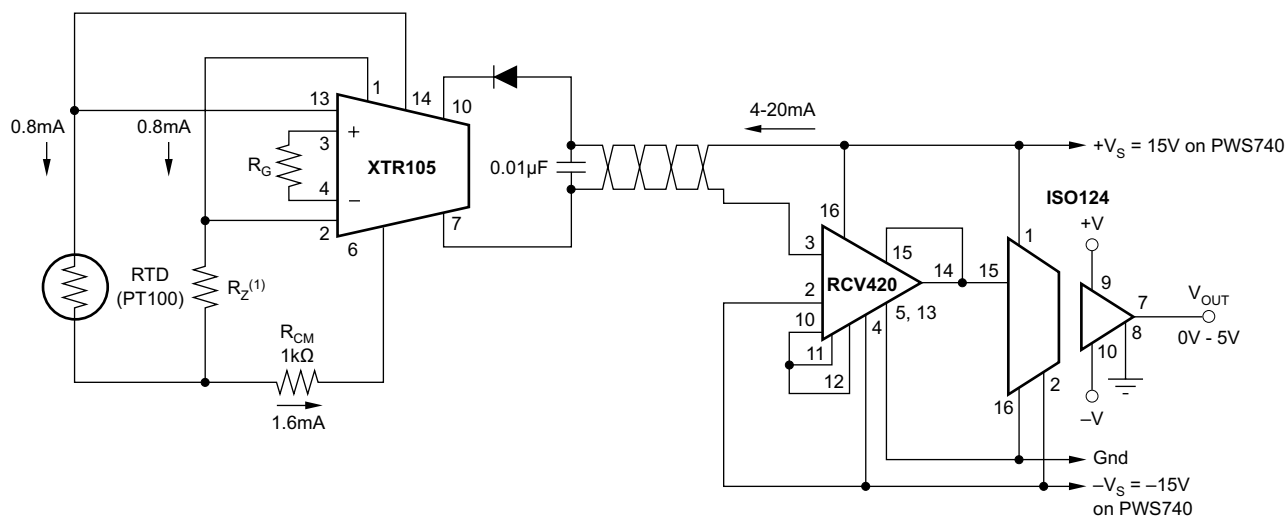 1
14
10
13
0.8mA
0.8mA
3
+
R_G
XTR105
4
–
2
6
7
RTD
(PT100)
R_Z(1)
R_CM
1kΩ
1.6mA
0.01µF
4-20mA
+V_S = 15V on PWS740
ISO124
16
3
15
14
15
1
+V
9
7
V_OUT
0V - 5V
2
RCV420
10
5, 13
4
11
12
8
10
16
2
–V
Gnd
–V_S = –15V
on PWS740